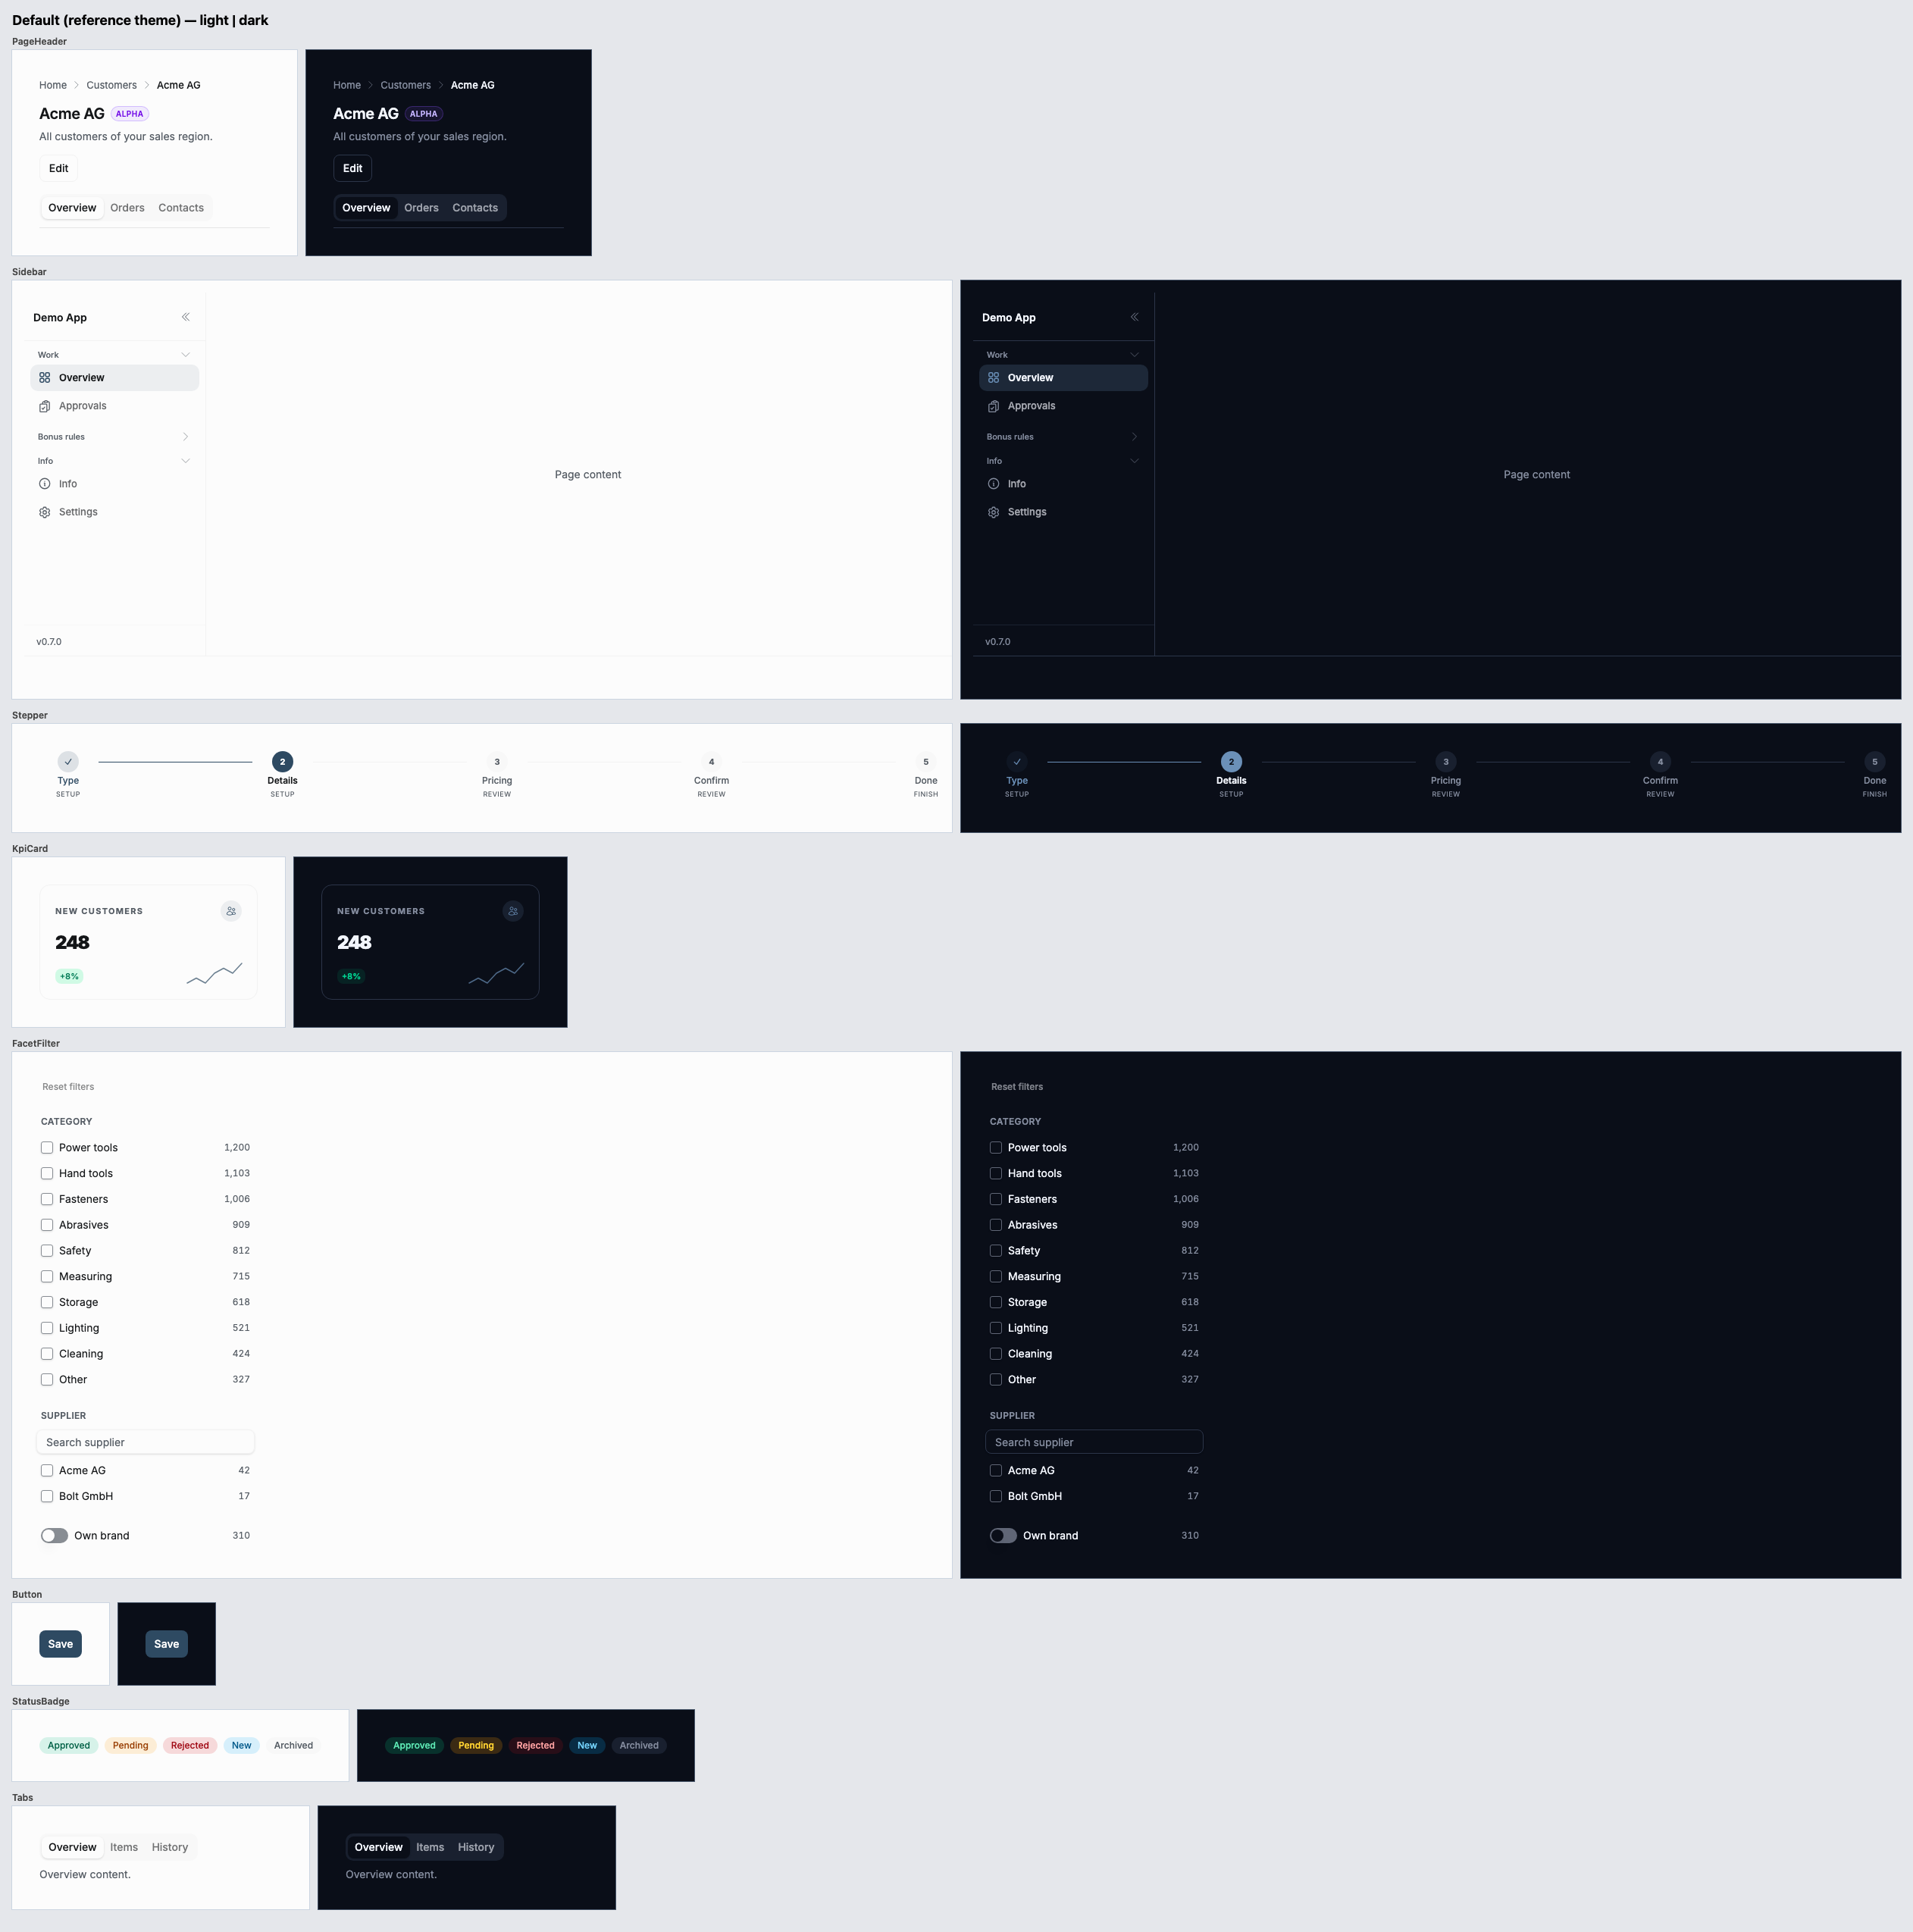 Default (reference theme) — light | dark
PageHeader
Home > Customers > Acme AG
Acme AG ALPHA
All customers of your sales region.
Edit
Overview Orders Contacts
Home > Customers > Acme AG
Acme AG ALPHA
All customers of your sales region.
Edit
Overview Orders Contacts
Sidebar
Demo App
Work
Overview
Approvals
Bonus rules
Info
Info
Settings
v0.7.0
Page content
Demo App
Work
Overview
Approvals
Bonus rules
Info
Info
Settings
v0.7.0
Page content
Stepper
2 3 4 5
Type Details Pricing Confirm Done
SETUP SETUP REVIEW REVIEW FINISH
2 3 4 5
Type Details Pricing Confirm Done
SETUP SETUP REVIEW REVIEW FINISH
KpiCard
NEW CUSTOMERS
248
+8%
NEW CUSTOMERS
248
+8%
FacetFilter
Reset filters
CATEGORY
Power tools 1,200
Hand tools 1,103
Fasteners 1,006
Abrasives 909
Safety 812
Measuring 715
Storage 618
Lighting 521
Cleaning 424
Other 327
SUPPLIER
Search supplier
Acme AG 42
Bolt GmbH 17
Own brand 310
Reset filters
CATEGORY
Power tools 1,200
Hand tools 1,103
Fasteners 1,006
Abrasives 909
Safety 812
Measuring 715
Storage 618
Lighting 521
Cleaning 424
Other 327
SUPPLIER
Search supplier
Acme AG 42
Bolt GmbH 17
Own brand 310
Button
Save
Save
StatusBadge
Approved Pending Rejected New Archived
Approved Pending Rejected New Archived
Tabs
Overview Items History
Overview content.
Overview Items History
Overview content.